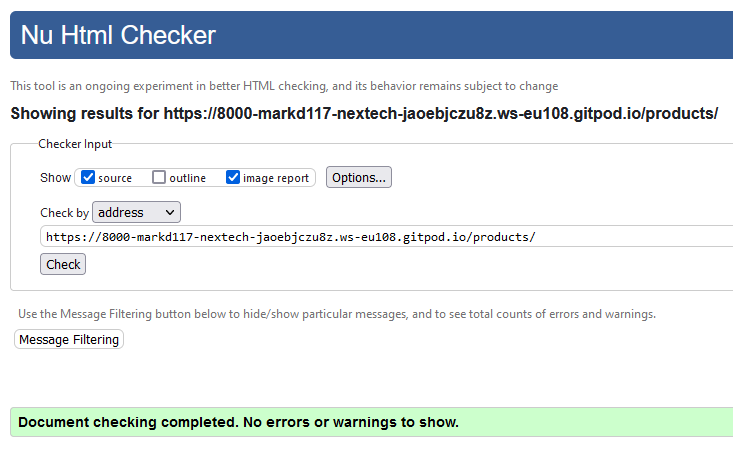 Nu Html Checker
This tool is an ongoing experiment in better HTML checking, and its behavior remains subject to change
Showing results for https://8000-markd117-nextech-jaoebjczu8z.ws-eu108.gitpod.io/products/
Checker Input
Show source outline image report Options...
Check by address
https://8000-markd117-nextech-jaoebjczu8z.ws-eu108.gitpod.io/products/
Check
Use the Message Filtering button below to hide/show particular messages, and to see total counts of errors and warnings.
Message Filtering
Document checking completed. No errors or warnings to show.